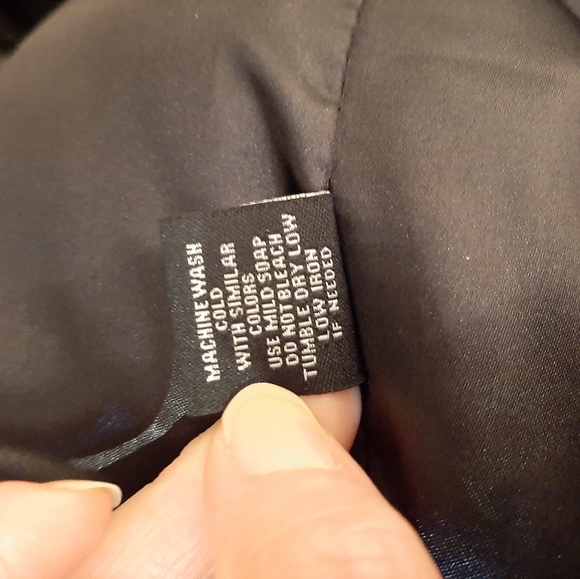 MACHINE WASH
COLD
WITH SIMILAR
COLORS
USE MILD SOAP
DO NOT BLEACH
TUMBLE DRY LOW
LOW IRON
IF NEEDED